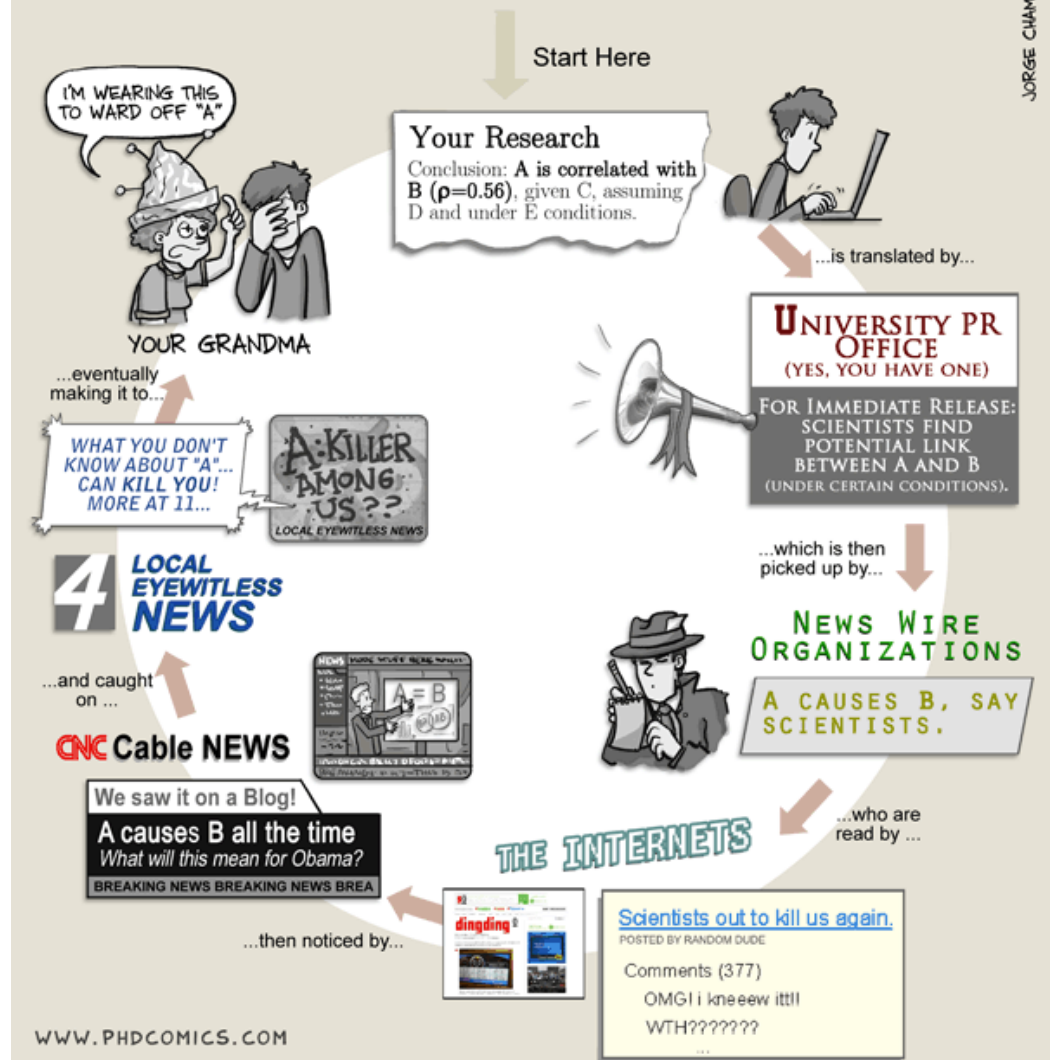 JORGE CHAM
Start Here
Your Research
Conclusion: A is correlated with
B (ρ=0.56), given C, assuming
D and under E conditions.
...is translated by...
UNIVERSITY PR
OFFICE
(YES, YOU HAVE ONE)
FOR IMMEDIATE RELEASE:
SCIENTISTS FIND
POTENTIAL LINK
BETWEEN A AND B
(UNDER CERTAIN CONDITIONS).
...which is then
picked up by...
NEWS WIRE
ORGANIZATIONS
A CAUSES B, SAY
SCIENTISTS.
...who are
read by ...
THE INTERNETS
dingding
Scientists out to kill us again.
POSTED BY RANDOM DUDE
Comments (377)
OMG! i kneeew itt!!
WTH???????
...
...then noticed by...
We saw it on a Blog!
A causes B all the time
What will this mean for Obama?
BREAKING NEWS BREAKING NEWS BREA
CNC Cable NEWS
NEWS
A = B
...and caught
on ...
4 LOCAL
EYEWITLESS
NEWS
WHAT YOU DON'T
KNOW ABOUT "A"...
CAN KILL YOU!
MORE AT 11...
A:KILLER
AMONG
US??
LOCAL EYEWITLESS NEWS
...eventually
making it to...
YOUR GRANDMA
I'M WEARING THIS
TO WARD OFF "A"
WWW.PHDCOMICS.COM